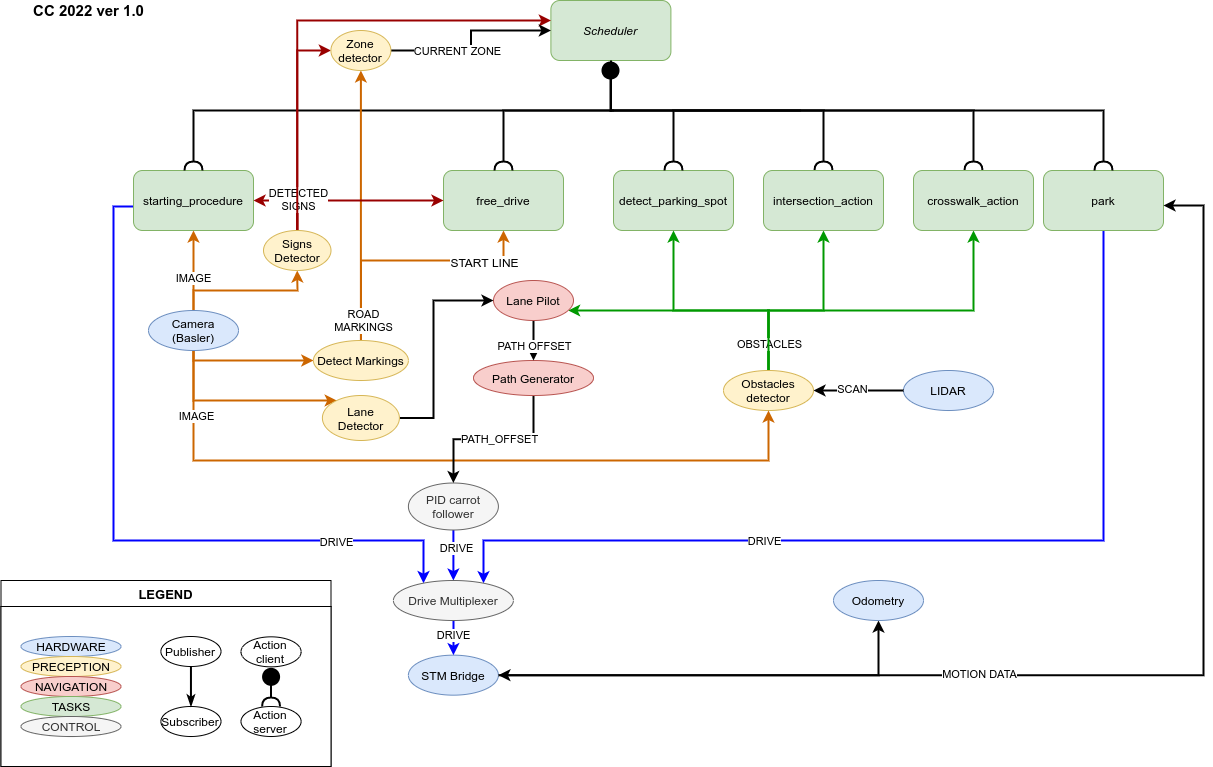 CC 2022 ver 1.0
Scheduler
Zone
detector
CURRENT ZONE
starting_procedure
DETECTED
SIGNS
free_drive
detect_parking_spot
intersection_action
crosswalk_action
park
Signs
Detector
START LINE
IMAGE
Lane Pilot
ROAD
MARKINGS
Camera
(Basler)
PATH OFFSET
OBSTACLES
Detect Markings
Path Generator
Obstacles
detector
SCAN
LIDAR
IMAGE
Lane
Detector
PATH_OFFSET
PID carrot
follower
DRIVE
DRIVE
DRIVE
Drive Multiplexer
Odometry
DRIVE
STM Bridge
MOTION DATA
LEGEND
HARDWARE
PRECEPTION
NAVIGATION
TASKS
CONTROL
Publisher
Subscriber
Action
client
Action
server